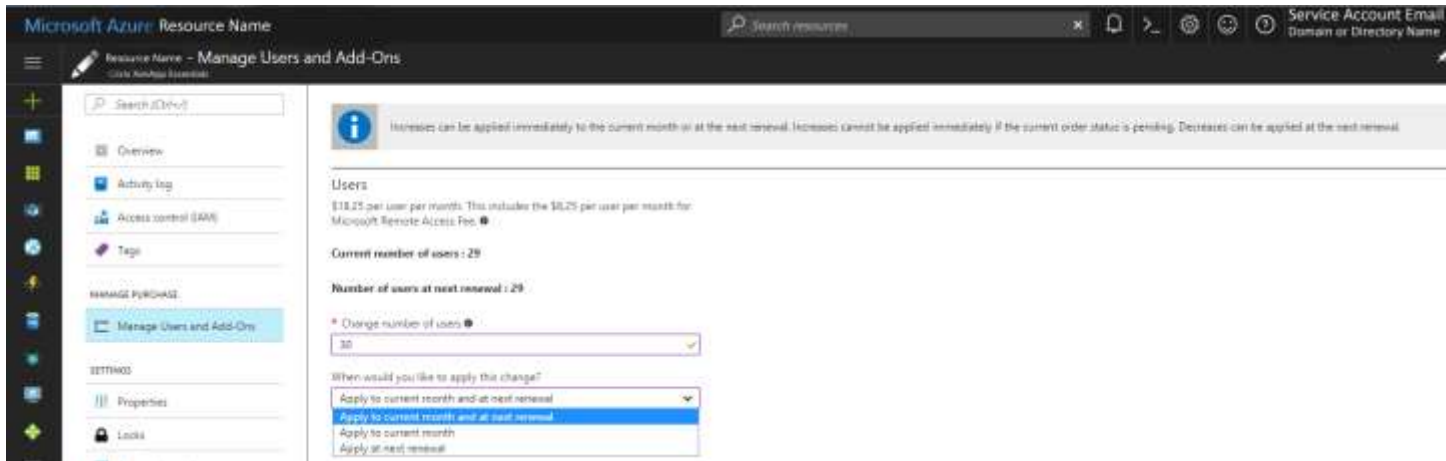 Microsoft Azure Resource Name
Search resources
Service Account Email
Domain or Directory Name
Resource Name - Manage Users and Add-Ons
Citrix XenApp Essentials
Search (Ctrl+/)
Overview
Activity log
Access control (IAM)
Tags
MANAGE PURCHASE
Manage Users and Add-Ons
SETTINGS
Properties
Locks
Increases can be applied immediately to the current month or at the next renewal. Increases cannot be applied immediately if the current order status is pending. Decreases can be applied at the next renewal.
Users
$18.25 per user per month. This includes the $6.25 per user per month for
Microsoft Remote Access Fee.
Current number of users : 29
Number of users at next renewal : 29
* Change number of users
30
When would you like to apply this change?
Apply to current month and at next renewal
Apply to current month and at next renewal
Apply to current month
Apply at next renewal